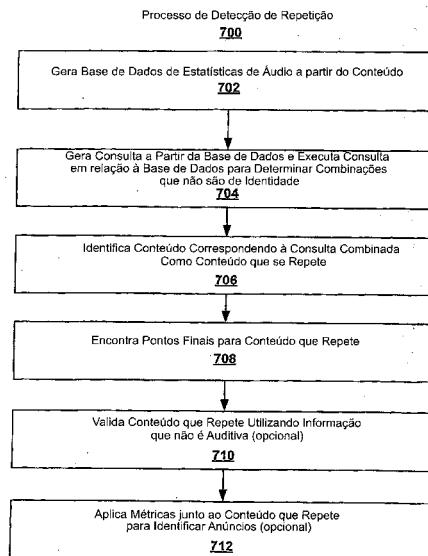 Processo de Detecção de Repetição
700
Gera Base de Dados de Estatísticas de Áudio a partir do Conteúdo
702
Gera Consulta a Partir da Base de Dados e Executa Consulta
em relação à Base de Dados para Determinar Combinações
que não são de Identidade
704
Identifica Conteúdo Correspondendo à Consulta Combinada
Como Conteúdo que se Repete
706
Encontra Pontos Finais para Conteúdo que Repete
708
Valida Conteúdo que Repete Utilizando Informação
que não é Auditiva (opcional)
710
Aplica Métricas junto ao Conteúdo que Repete
para Identificar Anúncios (opcional)
712